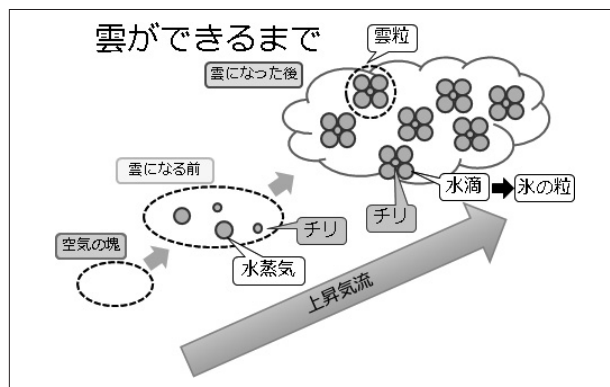 雲ができるまで
雲粒
雲になった後
雲になる前
水滴
氷の粒
チリ
チリ
空気の塊
水蒸気
上昇気流